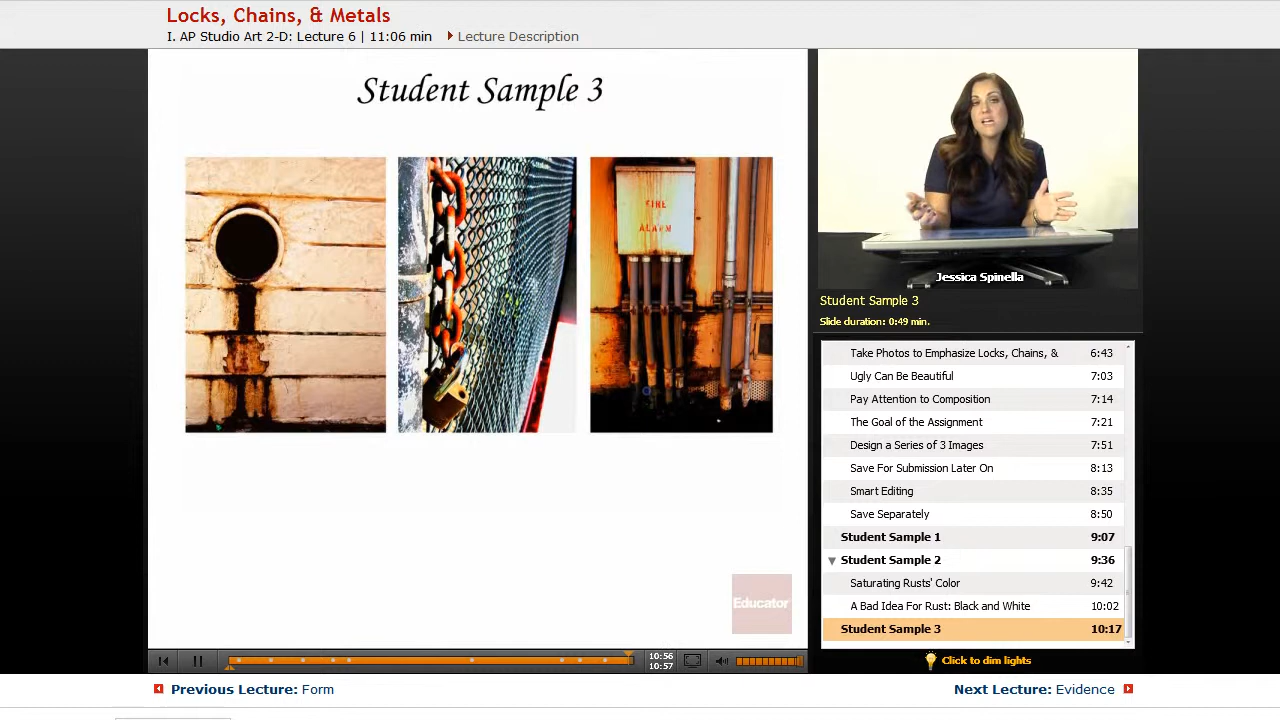 Locks, Chains, & Metals
I. AP Studio Art 2-D: Lecture 6 | 11:06 min
Lecture Description
Student Sample 3
FIRE
ALARM
Educator
Jessica Spinella
Student Sample 3
Slide duration: 0:49 min.
Take Photos to Emphasize Locks, Chains, & 6:43
Ugly Can Be Beautiful 7:03
Pay Attention to Composition 7:14
The Goal of the Assignment 7:21
Design a Series of 3 Images 7:51
Save For Submission Later On 8:13
Smart Editing 8:35
Save Separately 8:50
Student Sample 1 9:07
Student Sample 2 9:36
Saturating Rusts' Color 9:42
A Bad Idea For Rust: Black and White 10:02
Student Sample 3 10:17
10:56
10:57
Click to dim lights
Previous Lecture: Form
Next Lecture: Evidence